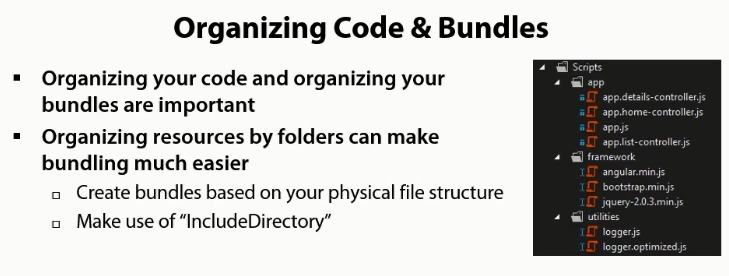 Organizing Code & Bundles
Organizing your code and organizing your
bundles are important
Organizing resources by folders can make
bundling much easier
Create bundles based on your physical file structure
Make use of “IncludeDirectory”
Scripts
app
app.details-controller.js
app.home-controller.js
app.js
app.list-controller.js
framework
angular.min.js
bootstrap.min.js
jquery-2.0.3.min.js
utilities
logger.js
logger.optimized.js